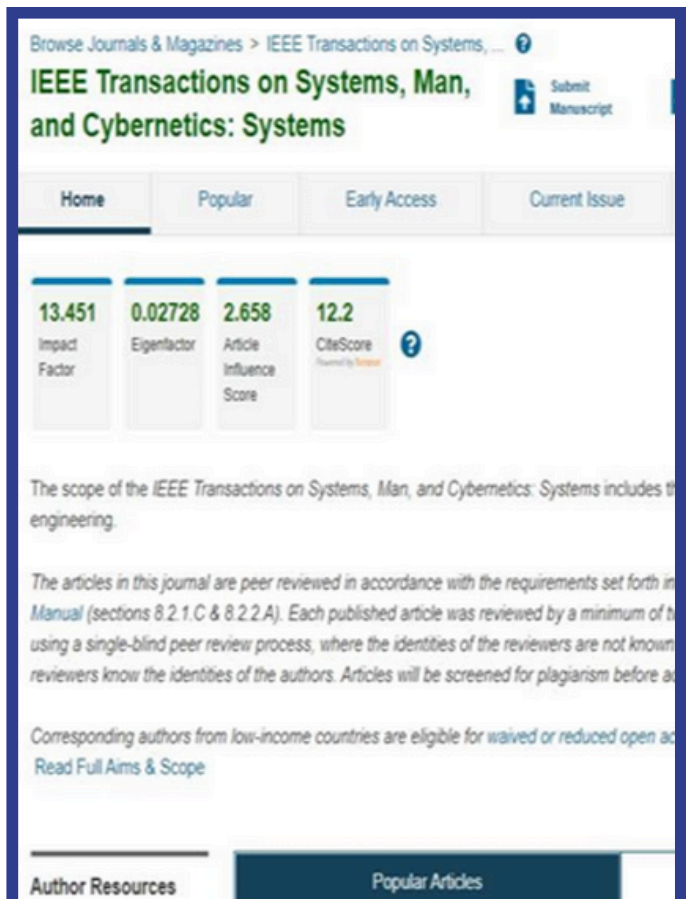 Browse Journals & Magazines > IEEE Transactions on Systems, ... ?
IEEE Transactions on Systems, Man,
and Cybernetics: Systems
Submit
Manuscript
Home Popular Early Access Current Issue
13.451 0.02728 2.658 12.2
Impact
Factor
Eigenfactor
Article
Influence
Score
CiteScore
Powered by Scopus
?
The scope of the IEEE Transactions on Systems, Man, and Cybernetics: Systems includes th
engineering.
The articles in this journal are peer reviewed in accordance with the requirements set forth in
Manual (sections 8.2.1.C & 8.2.2.A). Each published article was reviewed by a minimum of
using a single-blind peer review process, where the identities of the reviewers are not known
reviewers know the identities of the authors. Articles will be screened for plagiarism before
Corresponding authors from low-income countries are eligible for waived or reduced open
Read Full Aims & Scope
Author Resources
Popular Articles